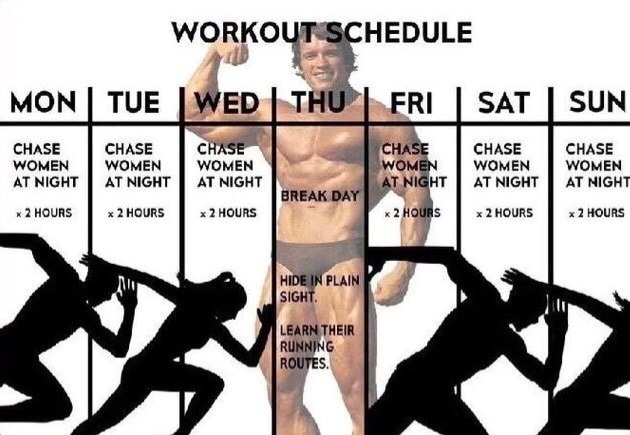 WORKOUT SCHEDULE
MON TUE WED THU FRI SAT SUN
CHASE
WOMEN
AT NIGHT
x 2 HOURS
CHASE
WOMEN
AT NIGHT
x 2 HOURS
CHASE
WOMEN
AT NIGHT
x 2 HOURS
BREAK DAY
HIDE IN PLAIN
SIGHT.
LEARN THEIR
RUNNING
ROUTES.
CHASE
WOMEN
AT NIGHT
x 2 HOURS
CHASE
WOMEN
AT NIGHT
x 2 HOURS
CHASE
WOMEN
AT NIGHT
x 2 HOURS